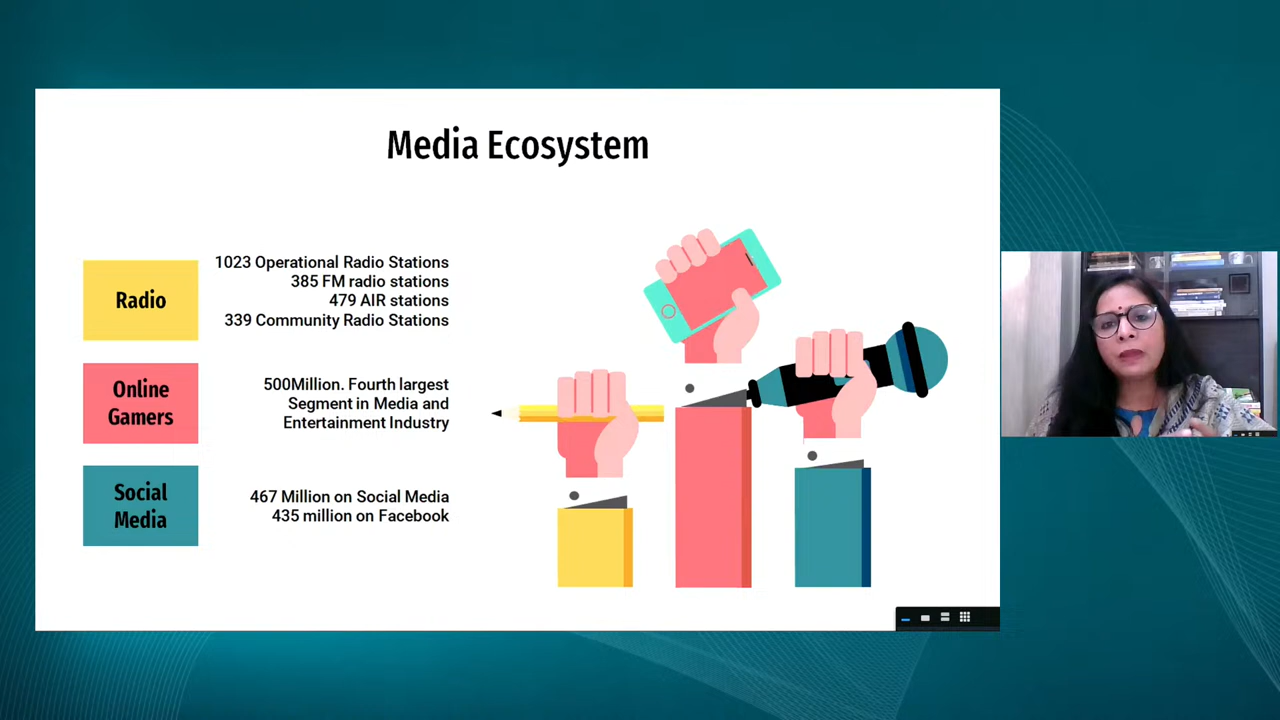 Media Ecosystem
Radio
1023 Operational Radio Stations
385 FM radio stations
479 AIR stations
339 Community Radio Stations
Online
Gamers
500Million. Fourth largest
Segment in Media and
Entertainment Industry
Social
Media
467 Million on Social Media
435 million on Facebook